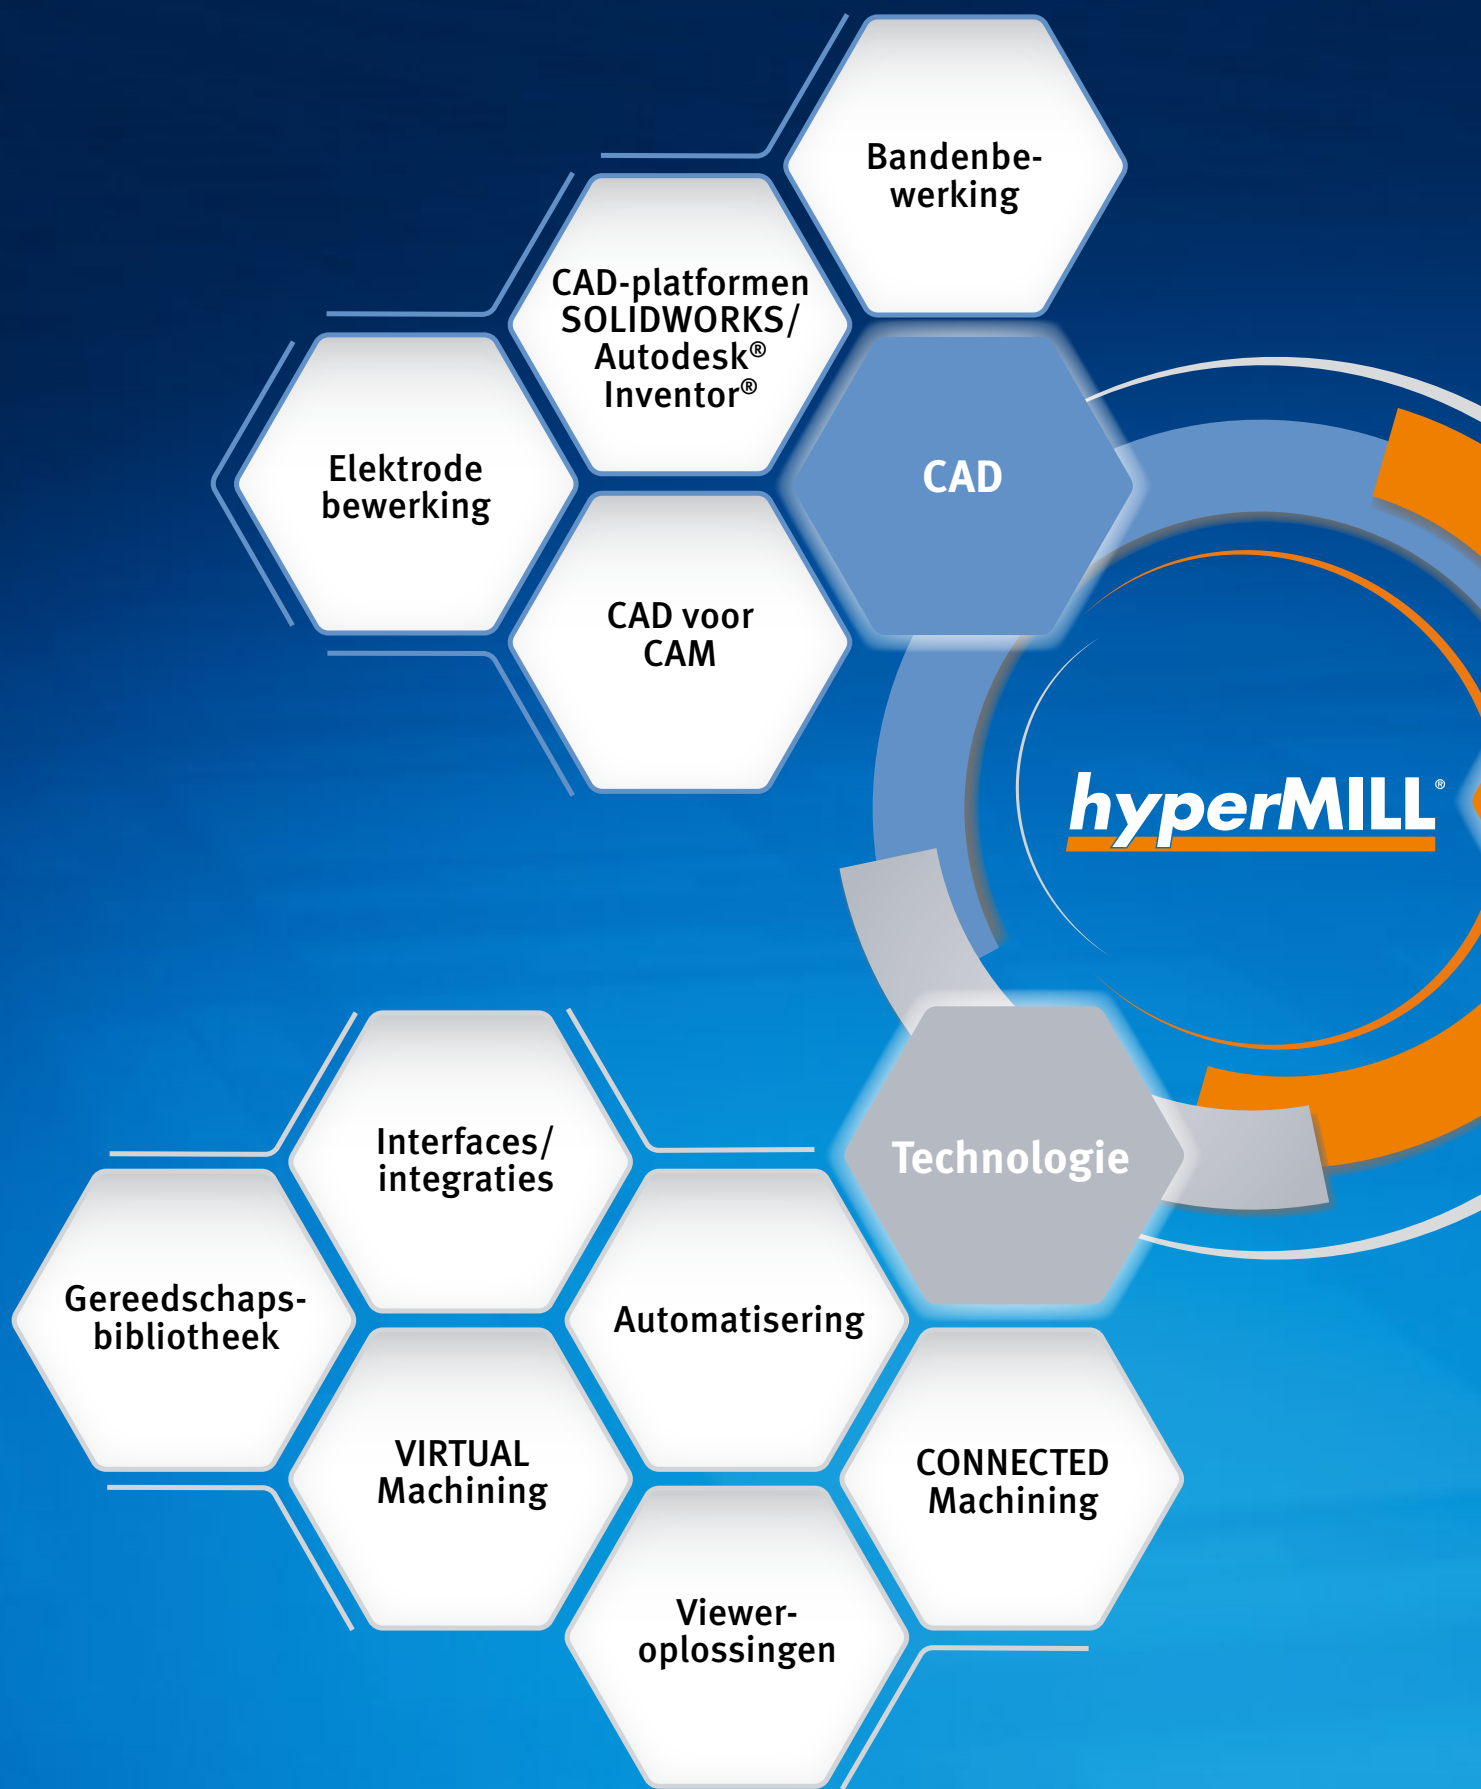 Bandenbe-
werking
CAD-platformen
SOLIDWORKS/
Autodesk®
Inventor®
Elektrode
bewerking
CAD
CAD voor
CAM
hyperMILL®
Interfaces/
integraties
Technologie
Gereedschaps-
bibliotheek
Automatisering
VIRTUAL
Machining
CONNECTED
Machining
Viewer-
oplossingen